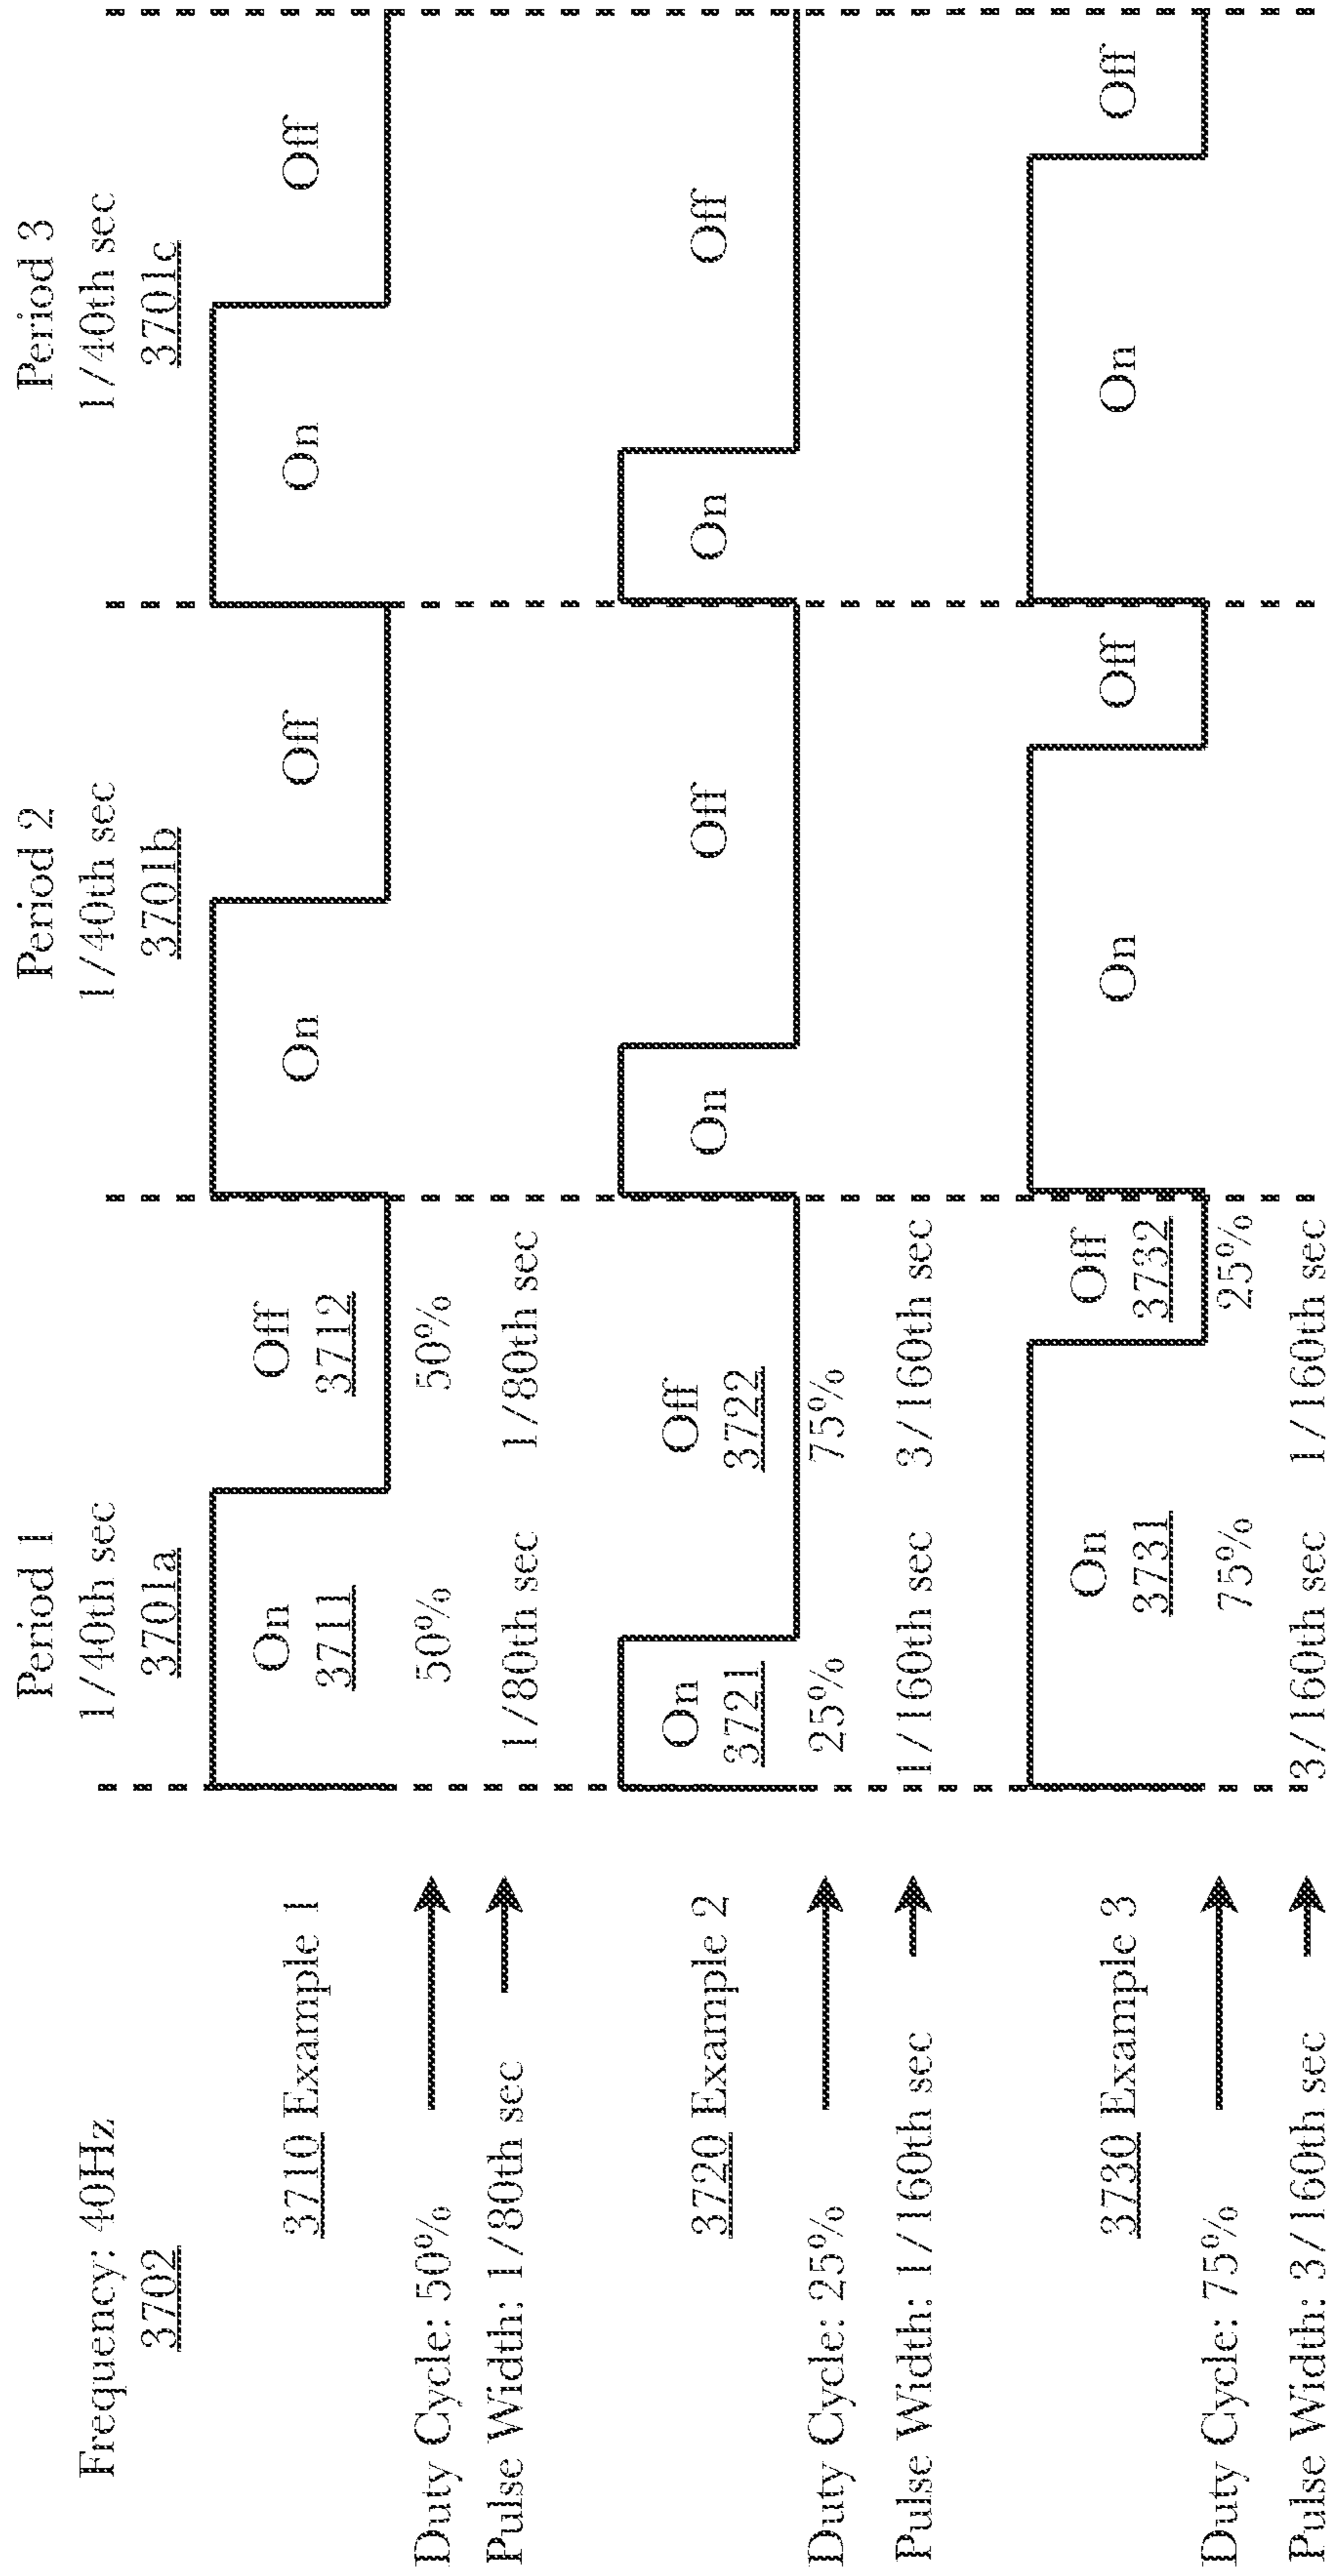 Frequency: 40Hz
3702
Period 1
1/40th sec
3701a
Period 2
1/40th sec
3701b
Period 3
1/40th sec
3701c
3710 Example 1
On
3711
Off
3712
On
Off
On
Off
Duty Cycle: 50%
50%
50%
Pulse Width: 1/80th sec
1/80th sec
1/80th sec
3720 Example 2
On
3721
Off
3722
On
Off
On
Off
Duty Cycle: 25%
25%
75%
Pulse Width: 1/160th sec
1/160th sec
3/160th sec
3730 Example 3
On
3731
Off
3732
On
Off
On
Off
Duty Cycle: 75%
75%
25%
Pulse Width: 3/160th sec
3/160th sec
1/160th sec